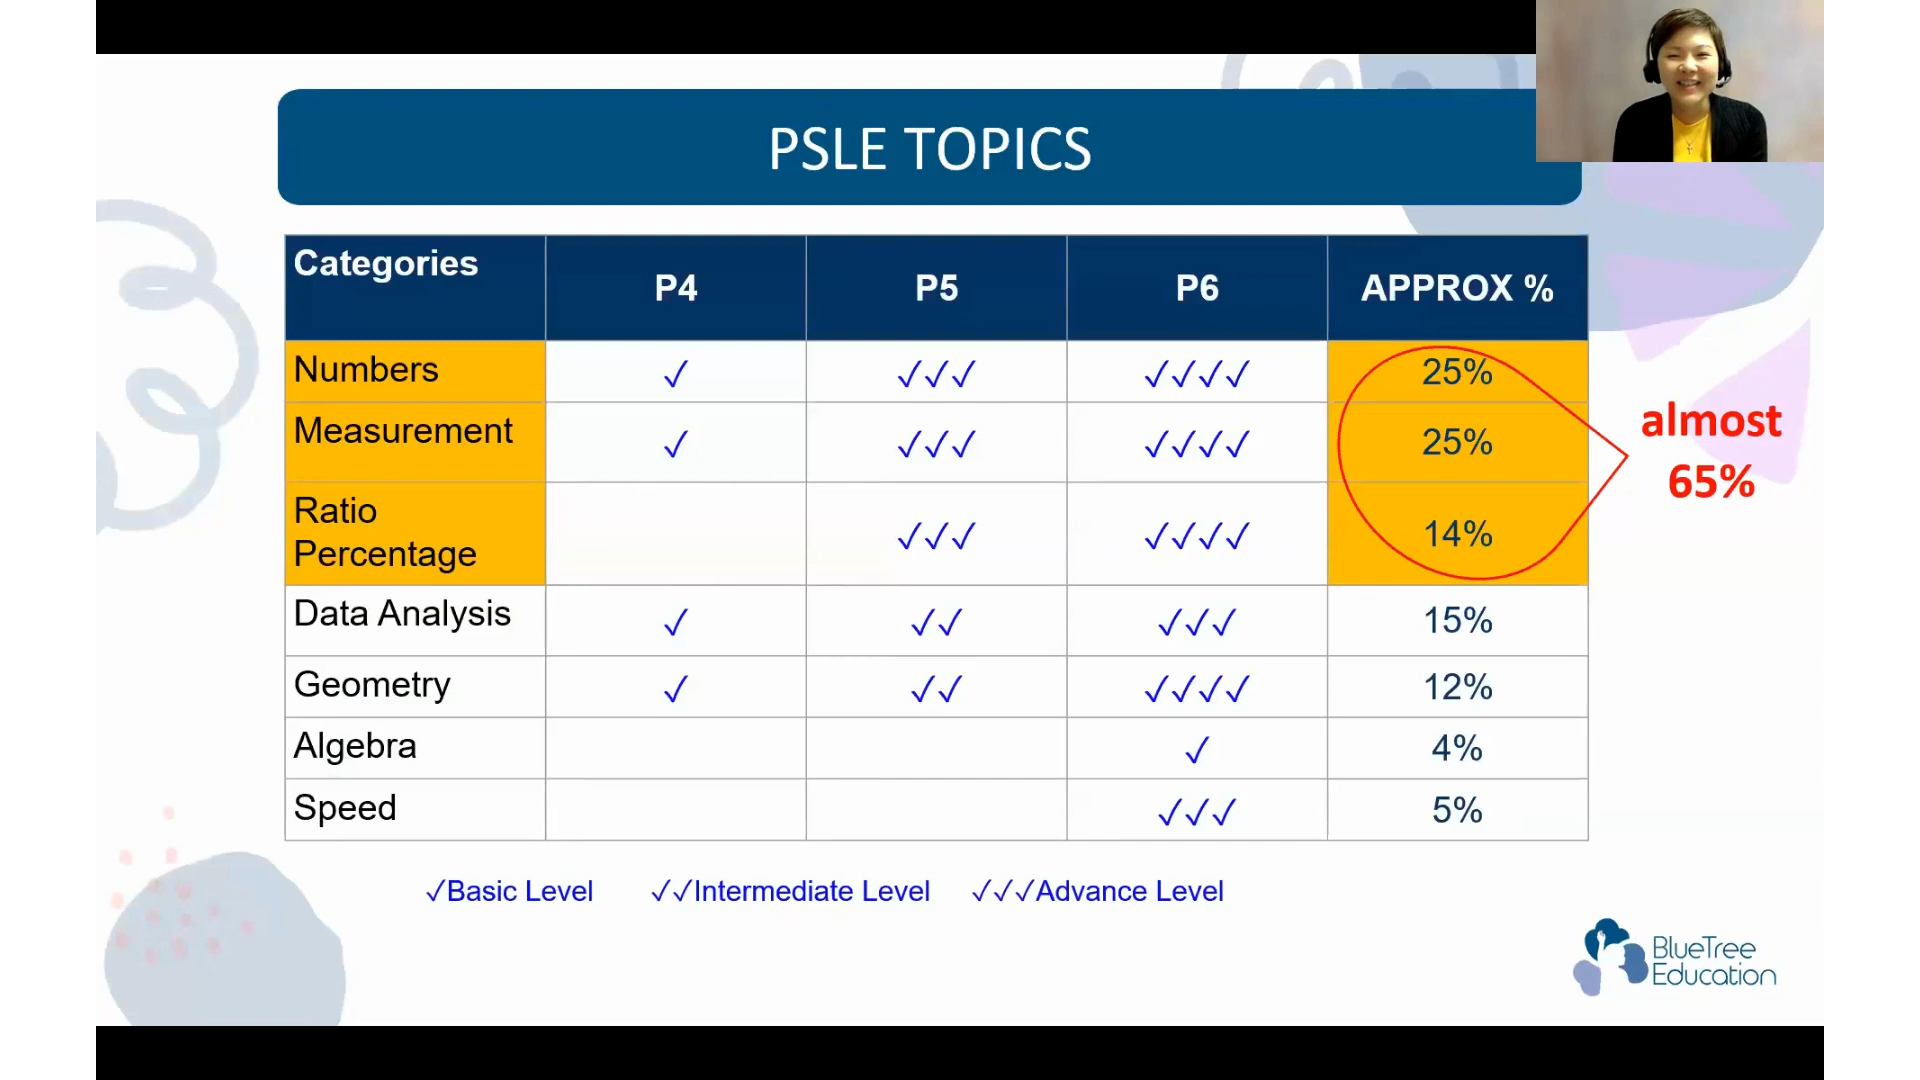 PSLE TOPICS
Categories P4 P5 P6 APPROX %
Numbers ✓ ✓✓✓ ✓✓✓✓ 25%
Measurement ✓ ✓✓✓ ✓✓✓✓ 25%
Ratio
Percentage ✓✓✓ ✓✓✓✓ 14%
almost
65%
Data Analysis ✓ ✓✓ ✓✓✓ 15%
Geometry ✓ ✓✓ ✓✓✓✓ 12%
Algebra ✓ 4%
Speed ✓✓✓ 5%
✓Basic Level ✓✓Intermediate Level ✓✓✓Advance Level
BlueTree
Education